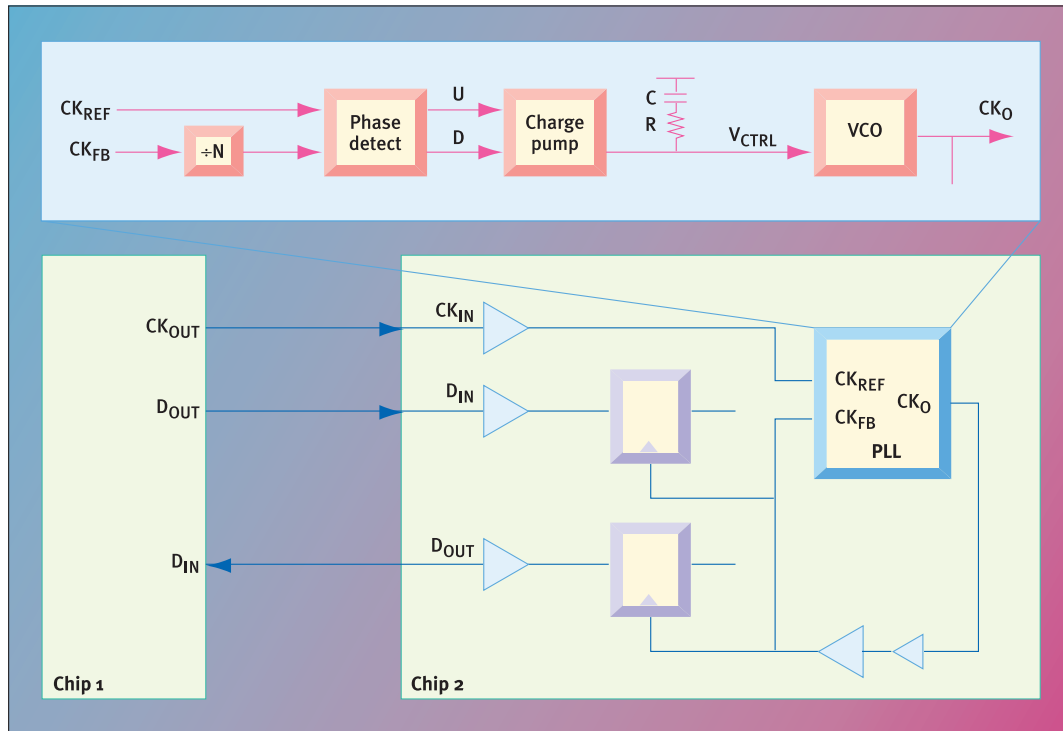 CKREF
CKFB
÷N
Phase
detect
U
D
Charge
pump
C
R
VCTRL
VCO
CKO
CKOUT
DOUT
DIN
Chip 1
CKIN
DIN
DOUT
CKREF
CKFB
CKO
PLL
Chip 2